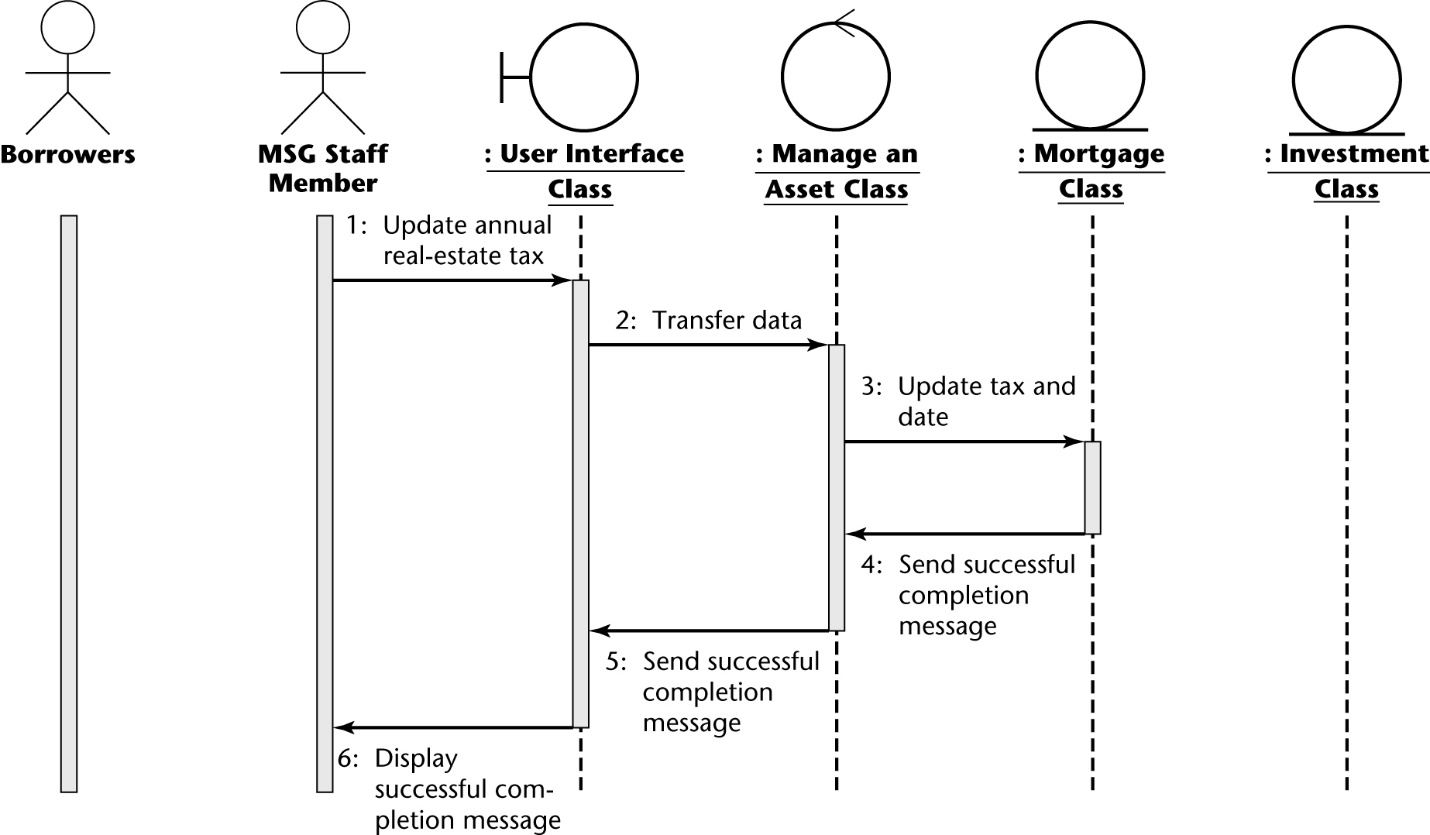 Borrowers
MSG Staff
Member
: User Interface
Class
: Manage an
Asset Class
: Mortgage
Class
: Investment
Class
1: Update annual
real-estate tax
2: Transfer data
3: Update tax and
date
4: Send successful
completion
message
5: Send successful
completion
message
6: Display
successful com-
pletion message